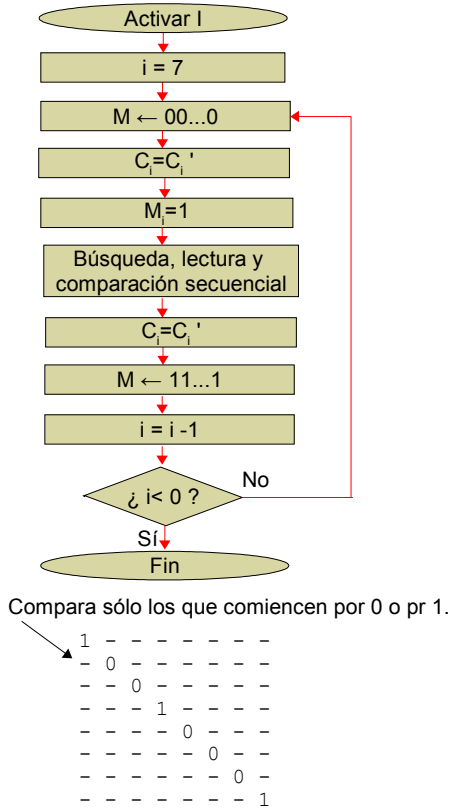 Activar I
i = 7
M ← 00...0
Cᵢ=Cᵢ '
Mᵢ=1
Búsqueda, lectura y
comparación secuencial
Cᵢ=Cᵢ '
M ← 11...1
i = i -1
¿ i< 0 ?
No
Sí
Fin
Compara sólo los que comiencen por 0 o pr 1.
1 - - - - - - -
- 0 - - - - - -
- - 0 - - - - -
- - - 1 - - - -
- - - - 0 - - -
- - - - - 0 - -
- - - - - - 0 -
- - - - - - - 1